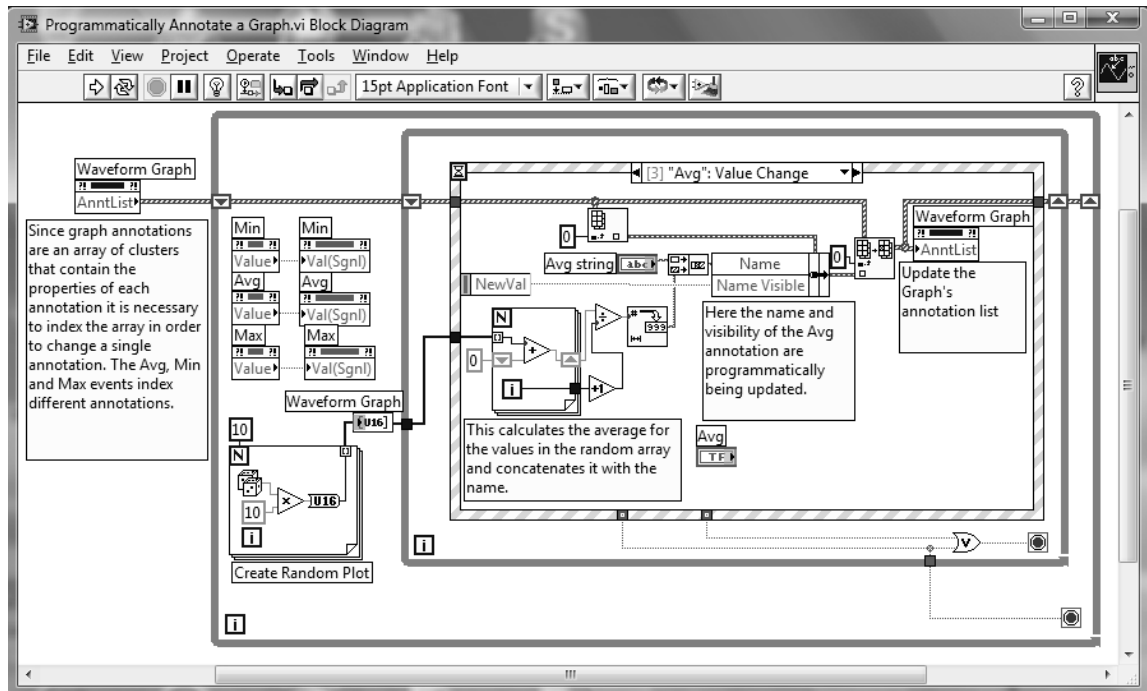 Programmatically Annotate a Graph.vi Block Diagram
File Edit View Project Operate Tools Window Help
15pt Application Font
?
abc
Waveform Graph
AnntList
Since graph annotations
are an array of clusters
that contain the
properties of each
annotation it is necessary
to index the array in order
to change a single
annotation. The Avg, Min
and Max events index
different annotations.
Min
Value
Min
Val(Sgnl)
Avg
Value
Avg
Val(Sgnl)
Max
Value
Max
Val(Sgnl)
Waveform Graph
U16
10
N
10
i
×
U16
Create Random Plot
[3] "Avg": Value Change
0
Avg string
abc
NewVal
Name
Name Visible
0
Waveform Graph
AnntList
Update the
Graph's
annotation list
N
0
+
i
÷
+1
#
999
Here the name and
visibility of the Avg
annotation are
programmatically
being updated.
This calculates the average for
the values in the random array
and concatenates it with the
name.
Avg
TF
i
V
i